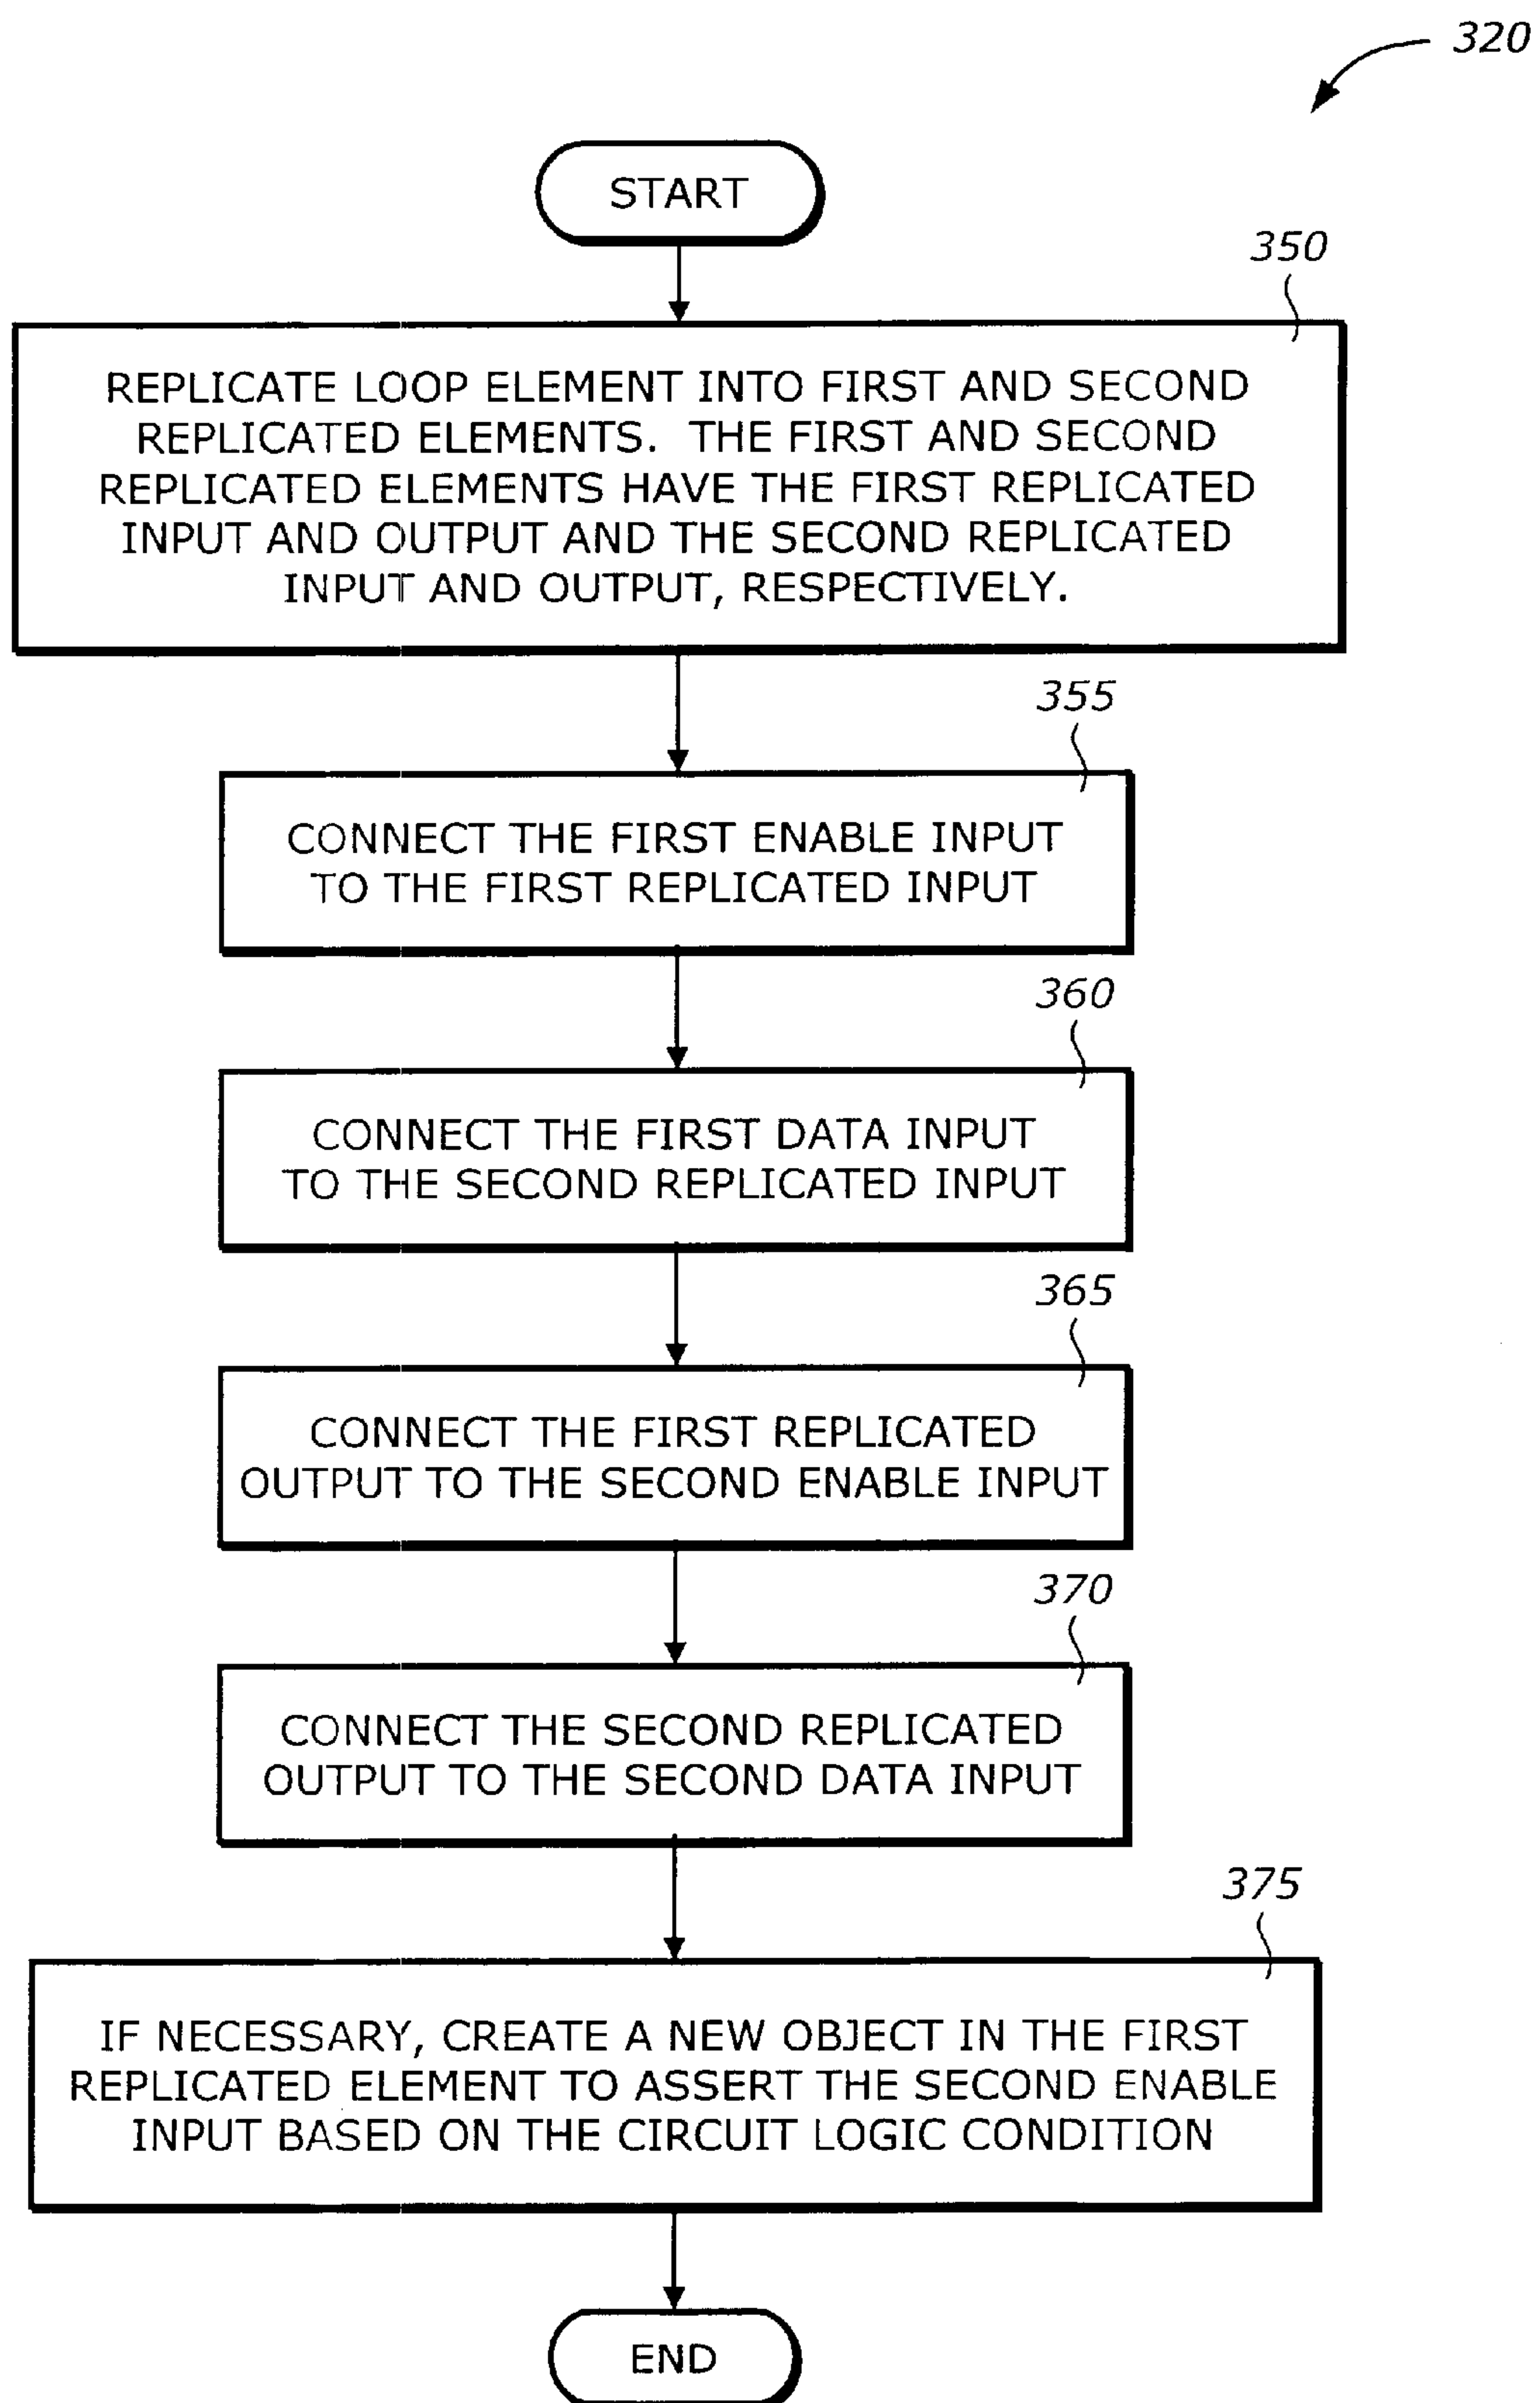 320
START
350
REPLICATE LOOP ELEMENT INTO FIRST AND SECOND
REPLICATED ELEMENTS. THE FIRST AND SECOND
REPLICATED ELEMENTS HAVE THE FIRST REPLICATED
INPUT AND OUTPUT AND THE SECOND REPLICATED
INPUT AND OUTPUT, RESPECTIVELY.
355
CONNECT THE FIRST ENABLE INPUT
TO THE FIRST REPLICATED INPUT
360
CONNECT THE FIRST DATA INPUT
TO THE SECOND REPLICATED INPUT
365
CONNECT THE FIRST REPLICATED
OUTPUT TO THE SECOND ENABLE INPUT
370
CONNECT THE SECOND REPLICATED
OUTPUT TO THE SECOND DATA INPUT
375
IF NECESSARY, CREATE A NEW OBJECT IN THE FIRST
REPLICATED ELEMENT TO ASSERT THE SECOND ENABLE
INPUT BASED ON THE CIRCUIT LOGIC CONDITION
END